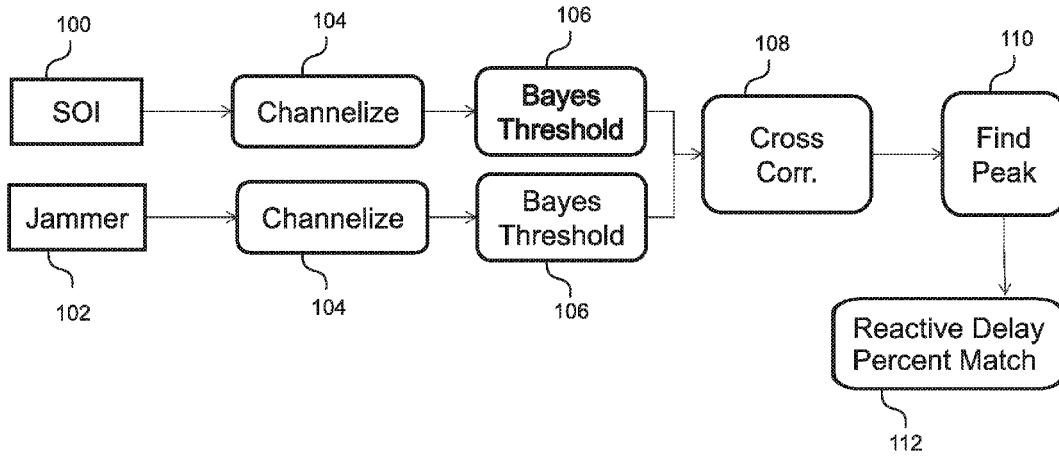 100
104
106
108
110
SOI
Channelize
Bayes
Threshold
Cross
Corr.
Find
Peak
Jammer
Channelize
Bayes
Threshold
102
104
106
Reactive Delay
Percent Match
112